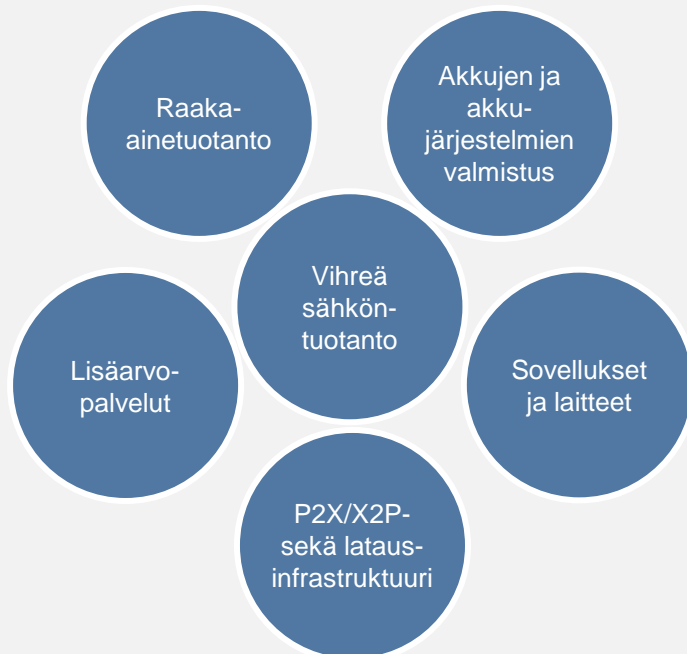 Raaka-
ainetuotanto
Akkujen ja
akku-
järjestelmien
valmistus
Vihreä
sähkön-
tuotanto
Lisäarvo-
palvelut
Sovellukset
ja laitteet
P2X/X2P-
sekä lataus-
infrastruktuuri